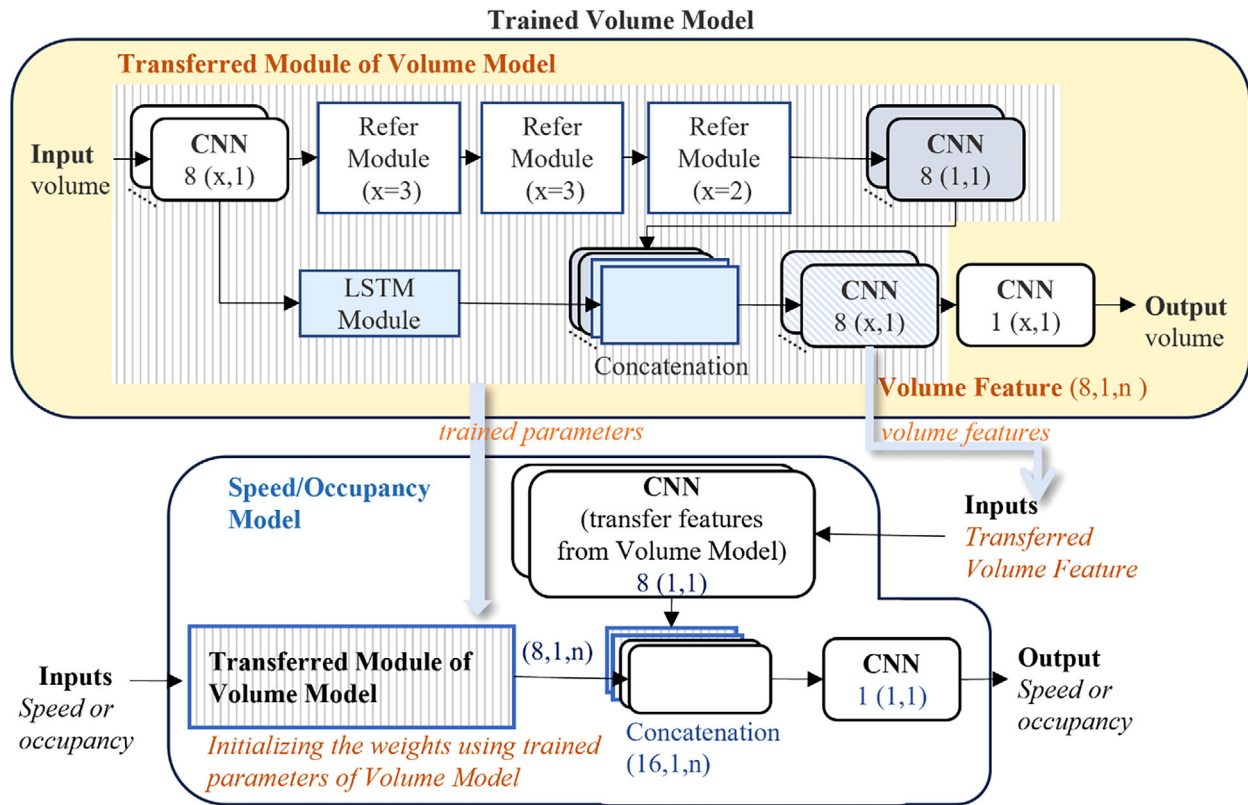 Trained Volume Model
Transferred Module of Volume Model
Input
volume
CNN
8 (x,1)
Refer
Module
(x=3)
Refer
Module
(x=3)
Refer
Module
(x=2)
CNN
8 (1,1)
LSTM
Module
Concatenation
CNN
8 (x,1)
CNN
1 (x,1)
Output
volume
Volume Feature (8,1,n )
trained parameters
volume features
Speed/Occupancy
Model
CNN
(transfer features
from Volume Model)
8 (1,1)
Inputs
Transferred
Volume Feature
Inputs
Speed or
occupancy
Transferred Module of
Volume Model
(8,1,n)
Initializing the weights using trained
parameters of Volume Model
Concatenation
(16,1,n)
CNN
1 (1,1)
Output
Speed or
occupancy